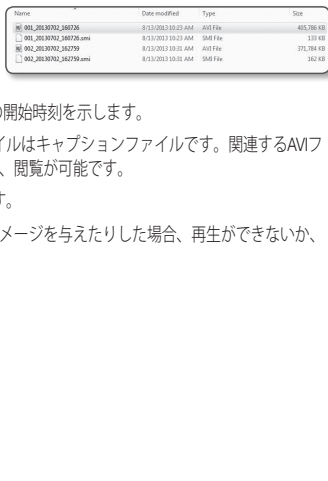 Name Date modified Type Size
001_20130702_160726 8/13/2013 10:23 AM AVI File 405,786 KB
001_20130702_160726.smi 8/13/2013 10:23 AM SMI File 133 KB
002_20130702_162759 8/13/2013 10:31 AM AVI File 371,784 KB
002_20130702_162759.smi 8/13/2013 10:31 AM SMI File 162 KB
の開始時刻を示します。
イルはキャプションファイルです。関連するAVIフ
、閲覧が可能です。
す。
メージを与えたりした場合、再生ができないか、